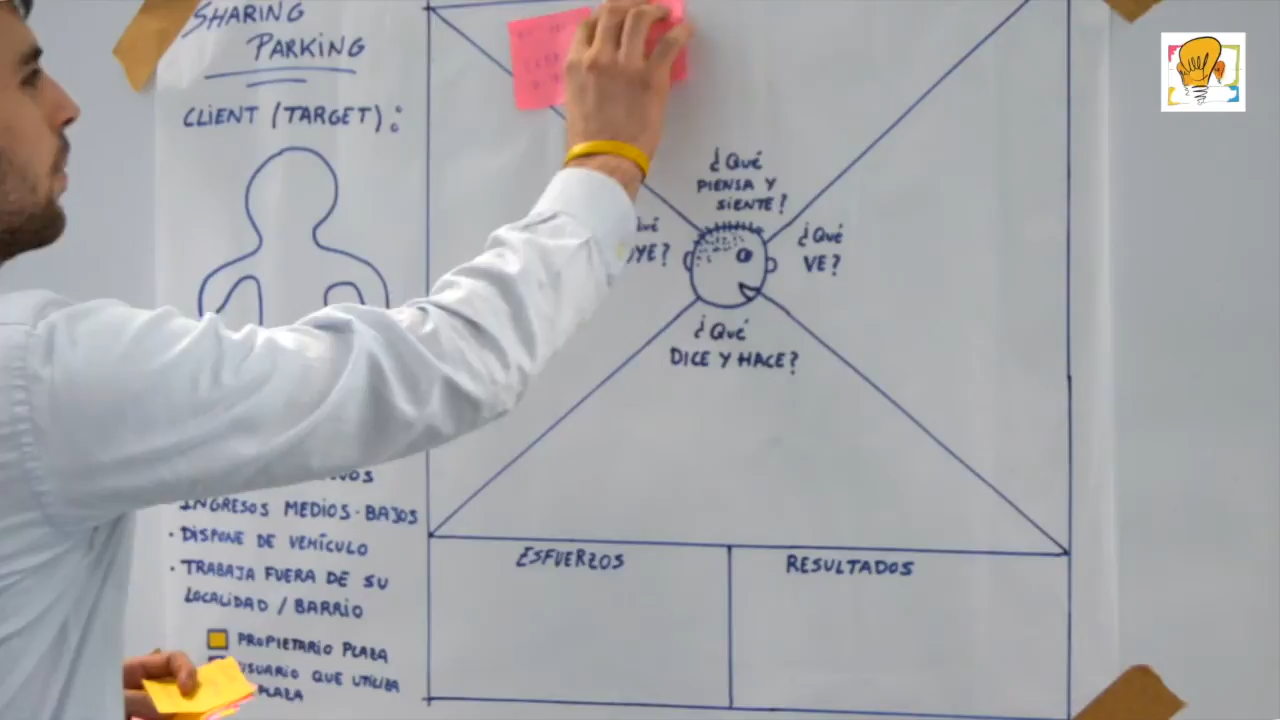 SHARING
PARKING
CLIENT (TARGET):
INGRESOS MEDIOS-BAJOS
· DISPONE DE VEHÍCULO
· TRABAJA FUERA DE SU
LOCALIDAD / BARRIO
PROPIETARIO PLAZA
USUARIO QUE UTILIZA
PLAZA
¿Qué
PIENSA Y
SIENTE?
¿Qué
VE?
¿Qué
DICE Y HACE?
ESFUERZOS
RESULTADOS